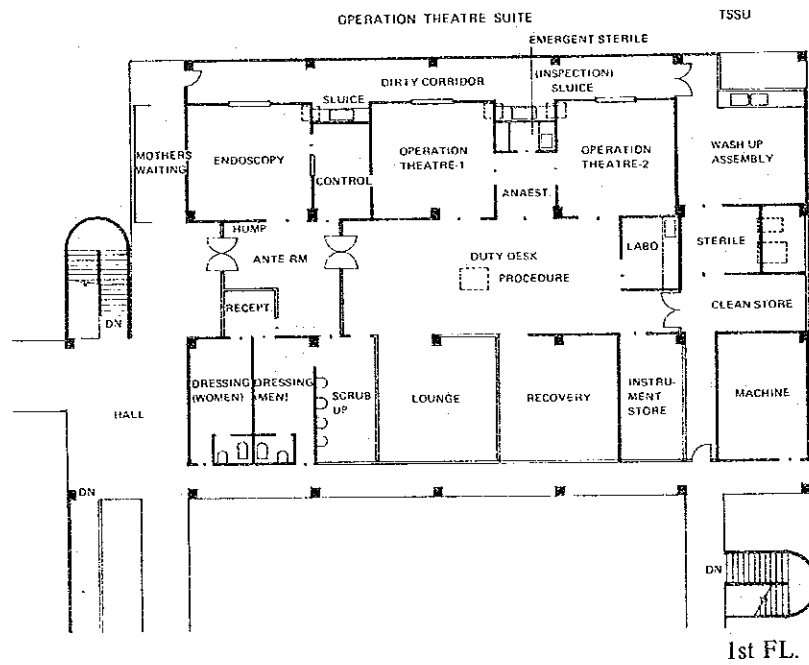 OPERATION THEATRE SUITE
TSSU
EMERGENT STERILE
DIRTY CORRIDOR
(INSPECTION)
SLUICE
SLUICE
MOTHERS
WAITING
ENDOSCOPY
CONTROL
OPERATION
THEATRE-1
ANAEST.
OPERATION
THEATRE-2
WASH UP
ASSEMBLY
HUMP
ANTE RM
DUTY DESK
PROCEDURE
LABO
STERILE
RECEPT.
CLEAN STORE
DN
HALL
DRESSING
(WOMEN)
DRESSING
(MEN)
SCRUB
UP
LOUNGE
RECOVERY
INSTRU-
MENT
STORE
MACHINE
DN
DN
1st FL.